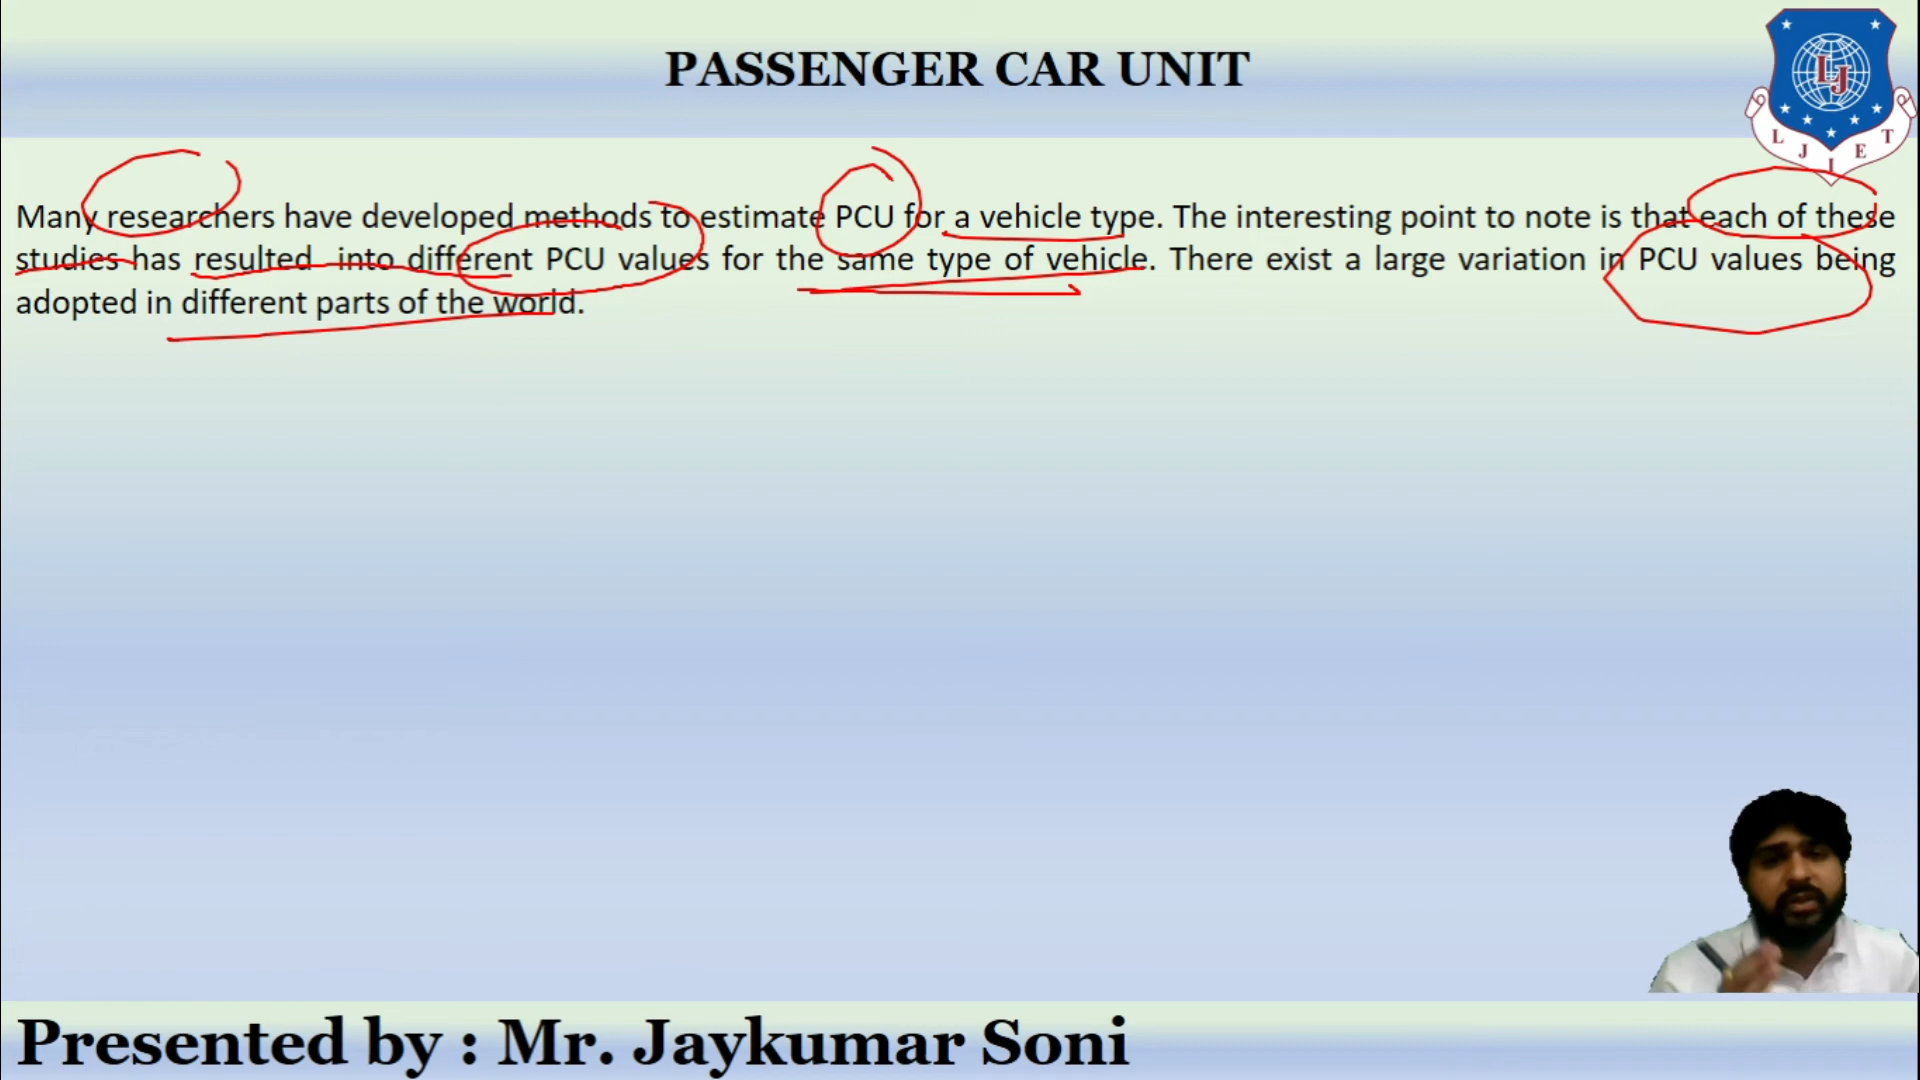 PASSENGER CAR UNIT
LJ
L J I E T
Many researchers have developed methods to estimate PCU for a vehicle type. The interesting point to note is that each of these
studies has resulted into different PCU values for the same type of vehicle. There exist a large variation in PCU values being
adopted in different parts of the world.
Presented by : Mr. Jaykumar Soni